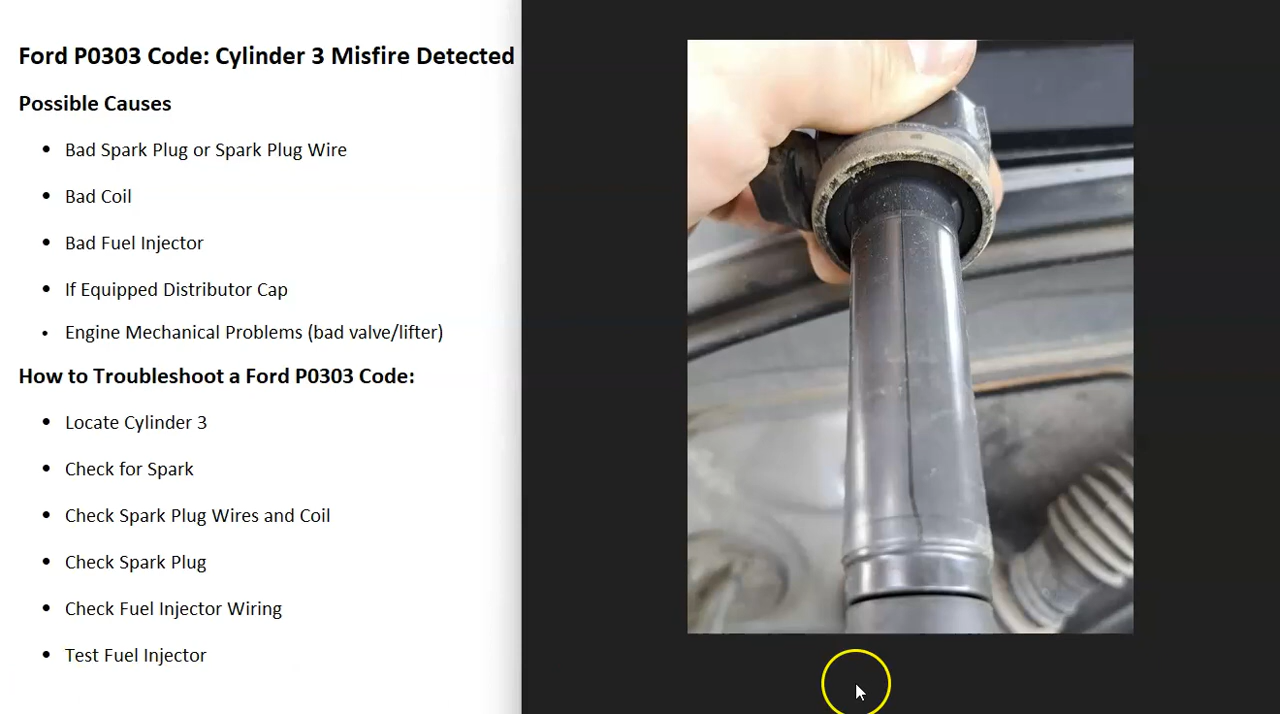 Ford P0303 Code: Cylinder 3 Misfire Detected
Possible Causes
• Bad Spark Plug or Spark Plug Wire
• Bad Coil
• Bad Fuel Injector
• If Equipped Distributor Cap
• Engine Mechanical Problems (bad valve/lifter)
How to Troubleshoot a Ford P0303 Code:
• Locate Cylinder 3
• Check for Spark
• Check Spark Plug Wires and Coil
• Check Spark Plug
• Check Fuel Injector Wiring
• Test Fuel Injector